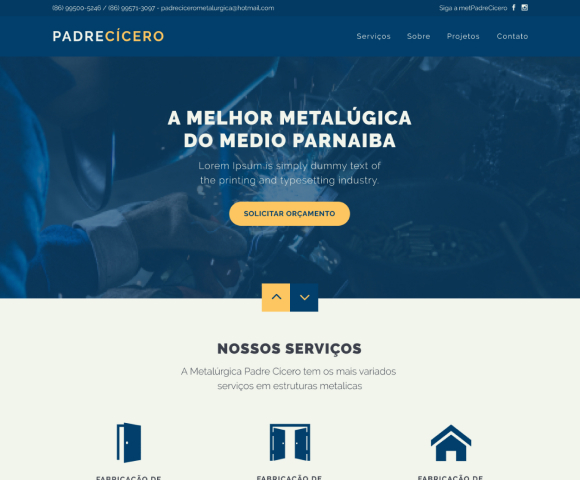 (86) 99500-5246 / (86) 99571-3097 - padrecicerometalurgica@hotmail.com
Siga a metPadreCicero
PADRECÍCERO
Serviços Sobre Projetos Contato
A MELHOR METALÚGICA
DO MEDIO PARNAIBA
Lorem Ipsum is simply dummy text of
the printing and typesetting industry.
SOLICITAR ORÇAMENTO
NOSSOS SERVIÇOS
A Metalúrgica Padre Cícero tem os mais variados
serviços em estruturas metalicas
FABRICAÇÃO DE
FABRICAÇÃO DE
FABRICAÇÃO DE